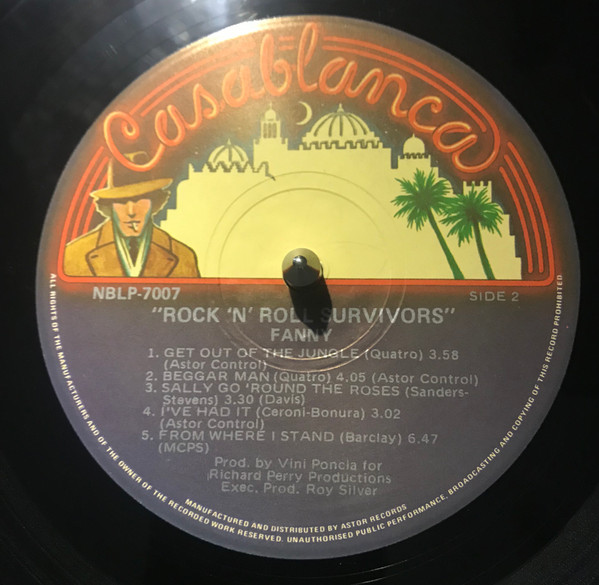 Casablanca
NBLP-7007
SIDE 2
"ROCK 'N' ROLL SURVIVORS"
FANNY
1. GET OUT OF THE JUNGLE (Quatro) 3.58
(Astor Control)
2. BEGGAR MAN (Quatro) 4,05 (Astor Control)
3. SALLY GO 'ROUND THE ROSES (Sanders-
Stevens) 3.30 (Davis)
4. I'VE HAD IT (Ceroni-Bonura) 3.02
(Astor Control)
5. FROM WHERE I STAND (Barclay) 6.47
(MCPS)
Prod. by Vini Poncia for
Richard Perry Productions
Exec, Prod. Roy Silver
MANUFACTURED AND DISTRIBUTED BY ASTOR RECORDS
ALL RIGHTS OF THE MANUFACTURERS AND OF THE OWNER OF THE RECORDED WORK RESERVED. UNAUTHORISED PUBLIC PERFORMANCE, BROADCASTING AND COPYING OF THIS RECORD PROHIBITED